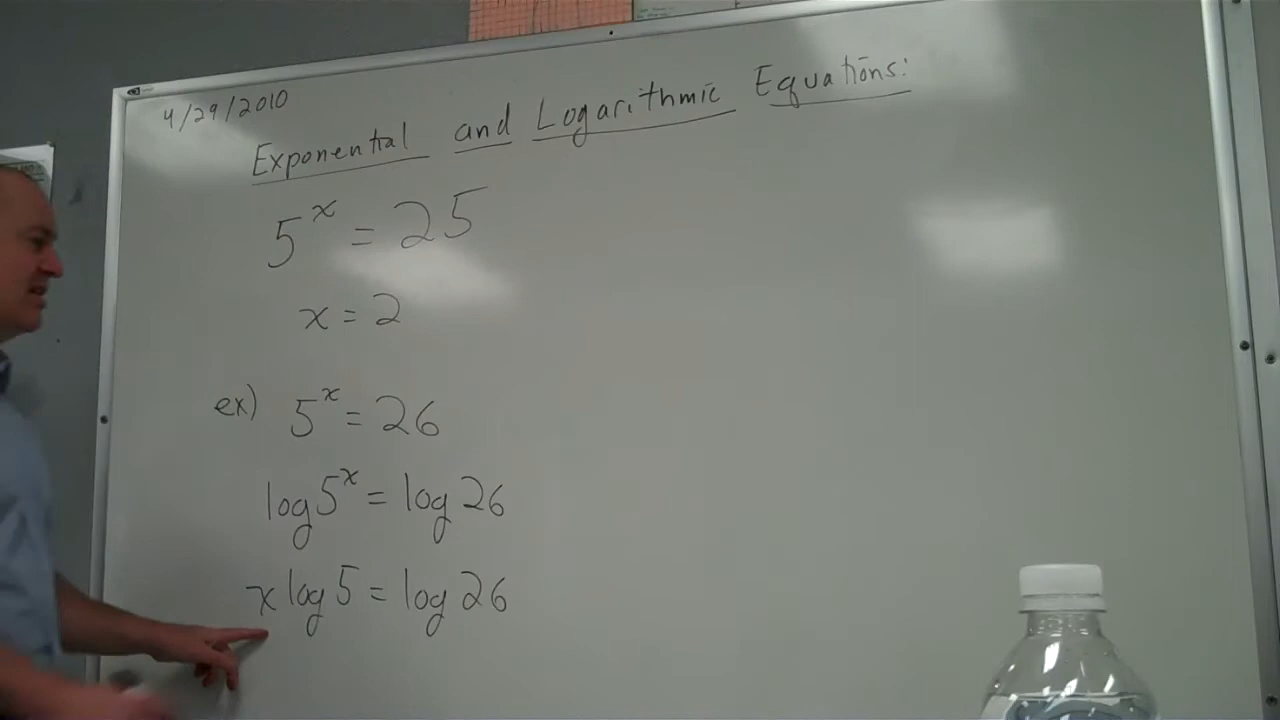 4/29/2010
Exponential and Logarithmic Equations:
5^x = 25
x = 2
ex) 5^x = 26
log 5^x = log 26
x log 5 = log 26